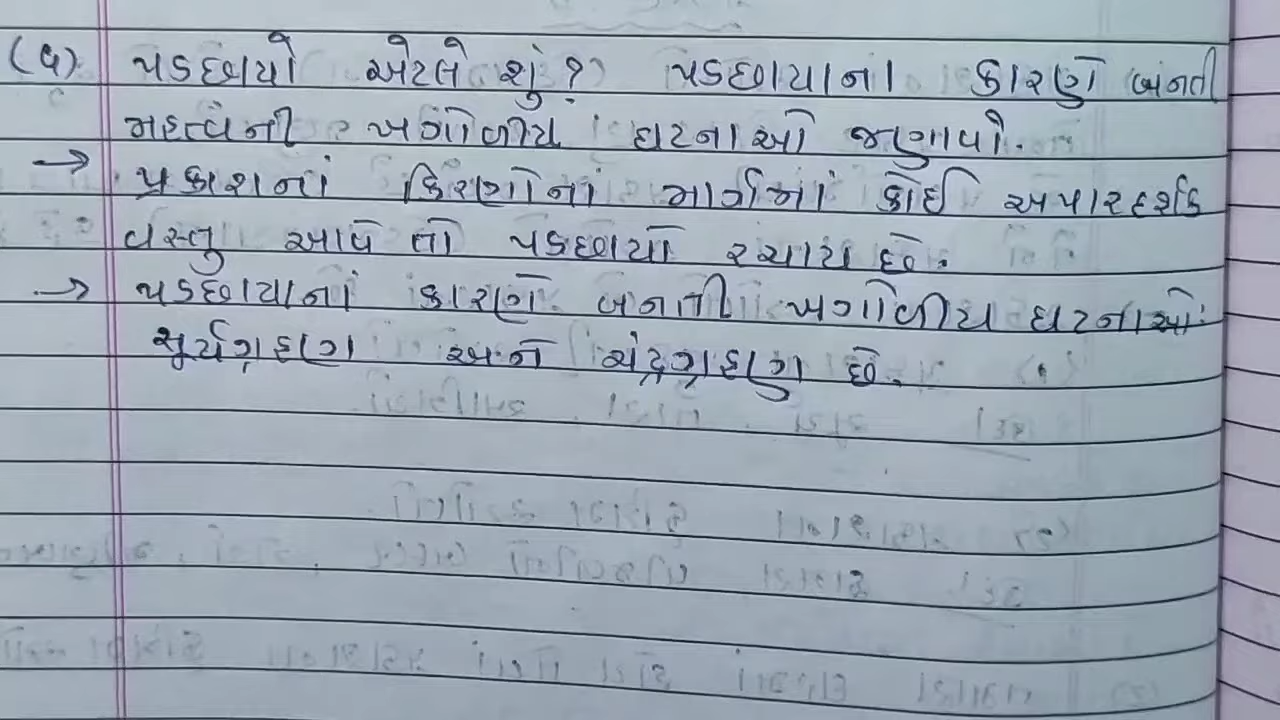 (૫) પડછાયો એટલે શું? પડછાયાના કારણે બનતી
મહત્વની ખગોળીય ઘટનાઓ જણાવો.
→ પ્રકાશનાં કિરણોનાં માર્ગમાં કોઈ અપારદર્શક
વસ્તુ આવે તો પડછાયો રચાય છે.
→ પડછાયાનાં કારણે બનતી ખગોળીય ઘટનાઓ:
સૂર્યગ્રહણ અને ચંદ્રગ્રહણ છે.